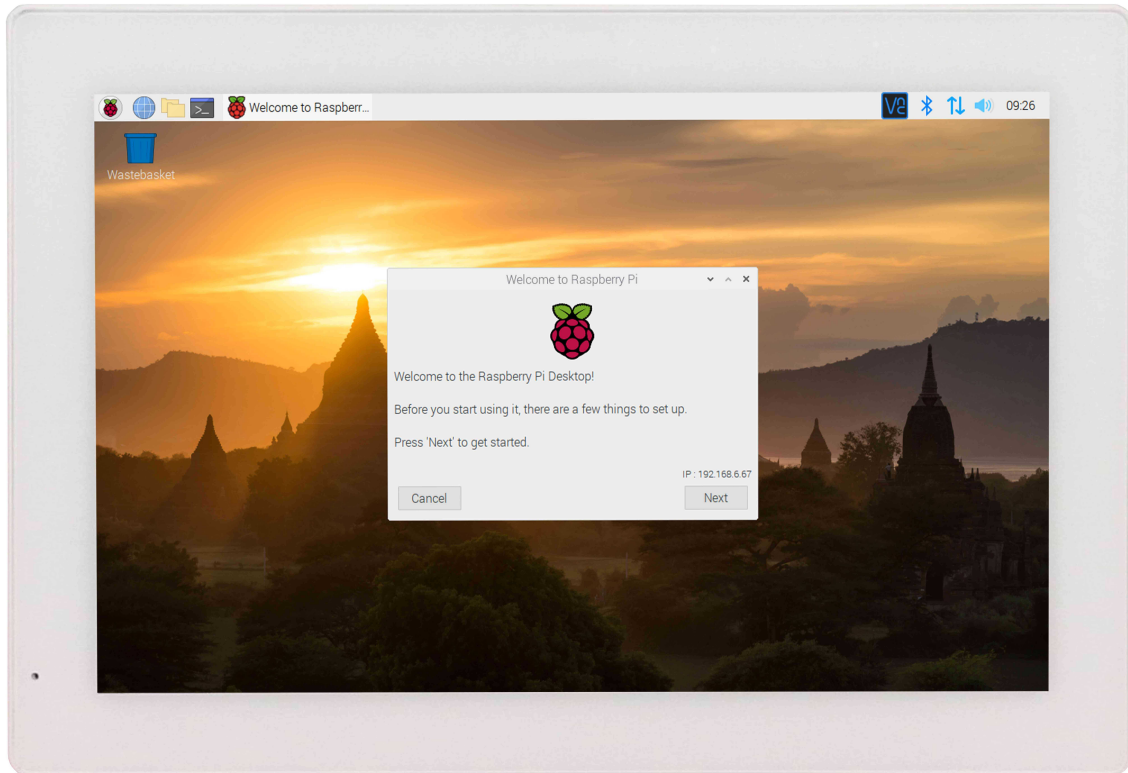 Welcome to Raspberr...
V2
09:26
Wastebasket
Welcome to Raspberry Pi
Welcome to the Raspberry Pi Desktop!
Before you start using it, there are a few things to set up.
Press 'Next' to get started.
IP : 192.168.6.67
Cancel
Next